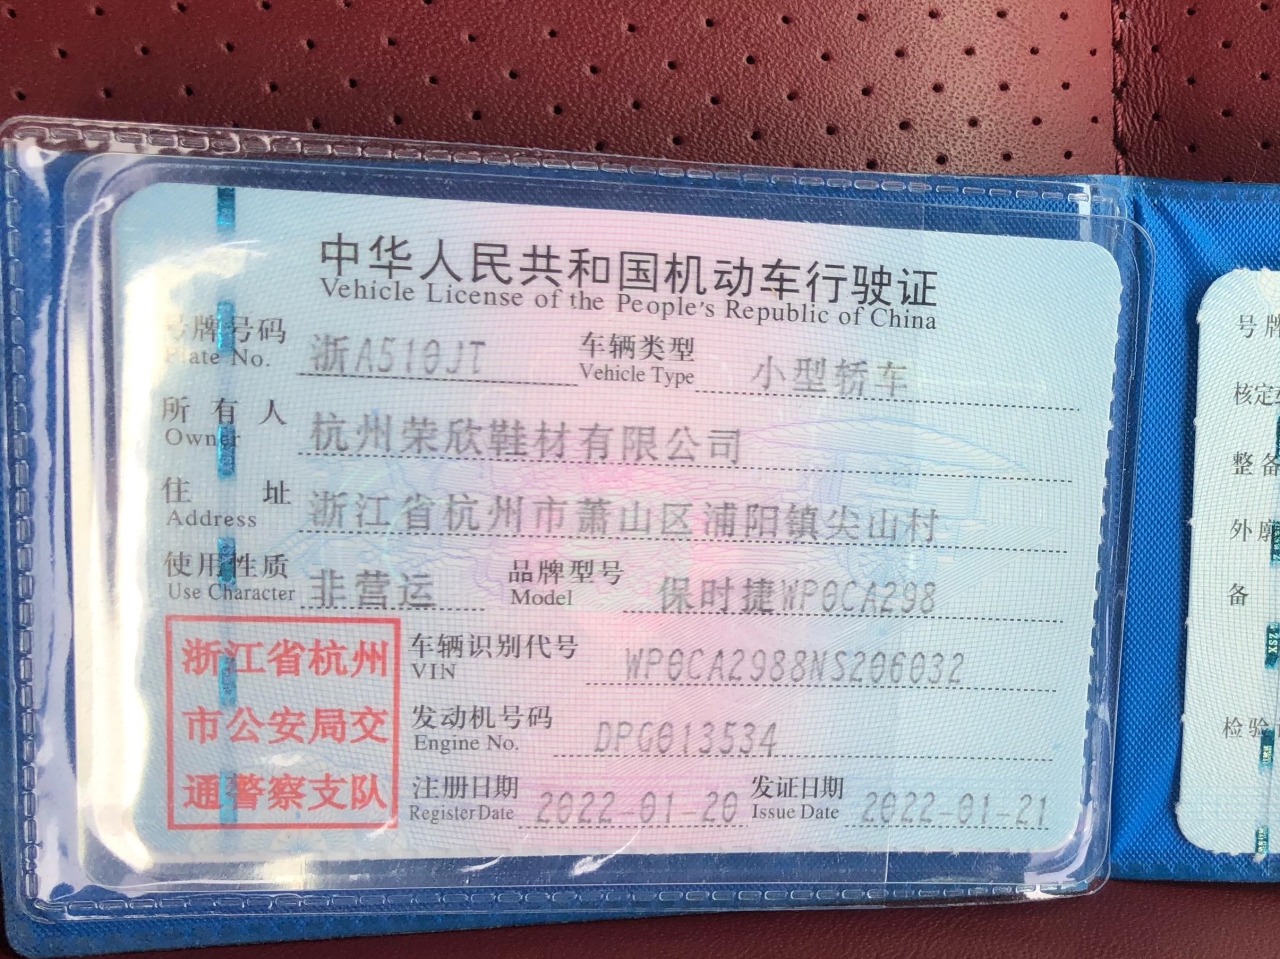 中华人民共和国机动车行驶证
Vehicle License of the People's Republic of China
号牌号码 浙A510JT 车辆类型 小型轿车
Plate No. Vehicle Type
所有人 杭州荣欣鞋材有限公司
Owner
住址 浙江省杭州市萧山区浦阳镇尖山村
Address
使用性质 非营运 品牌型号 保时捷WP0CA298
Use Character Model
浙江省杭州
市公安局交
通警察支队
车辆识别代号 WP0CA2988NS206032
VIN
发动机号码 DPG013534
Engine No.
注册日期 2022-01-20 发证日期 2022-01-21
Register Date Issue Date
号牌
核定
整备
外廓
备
检验